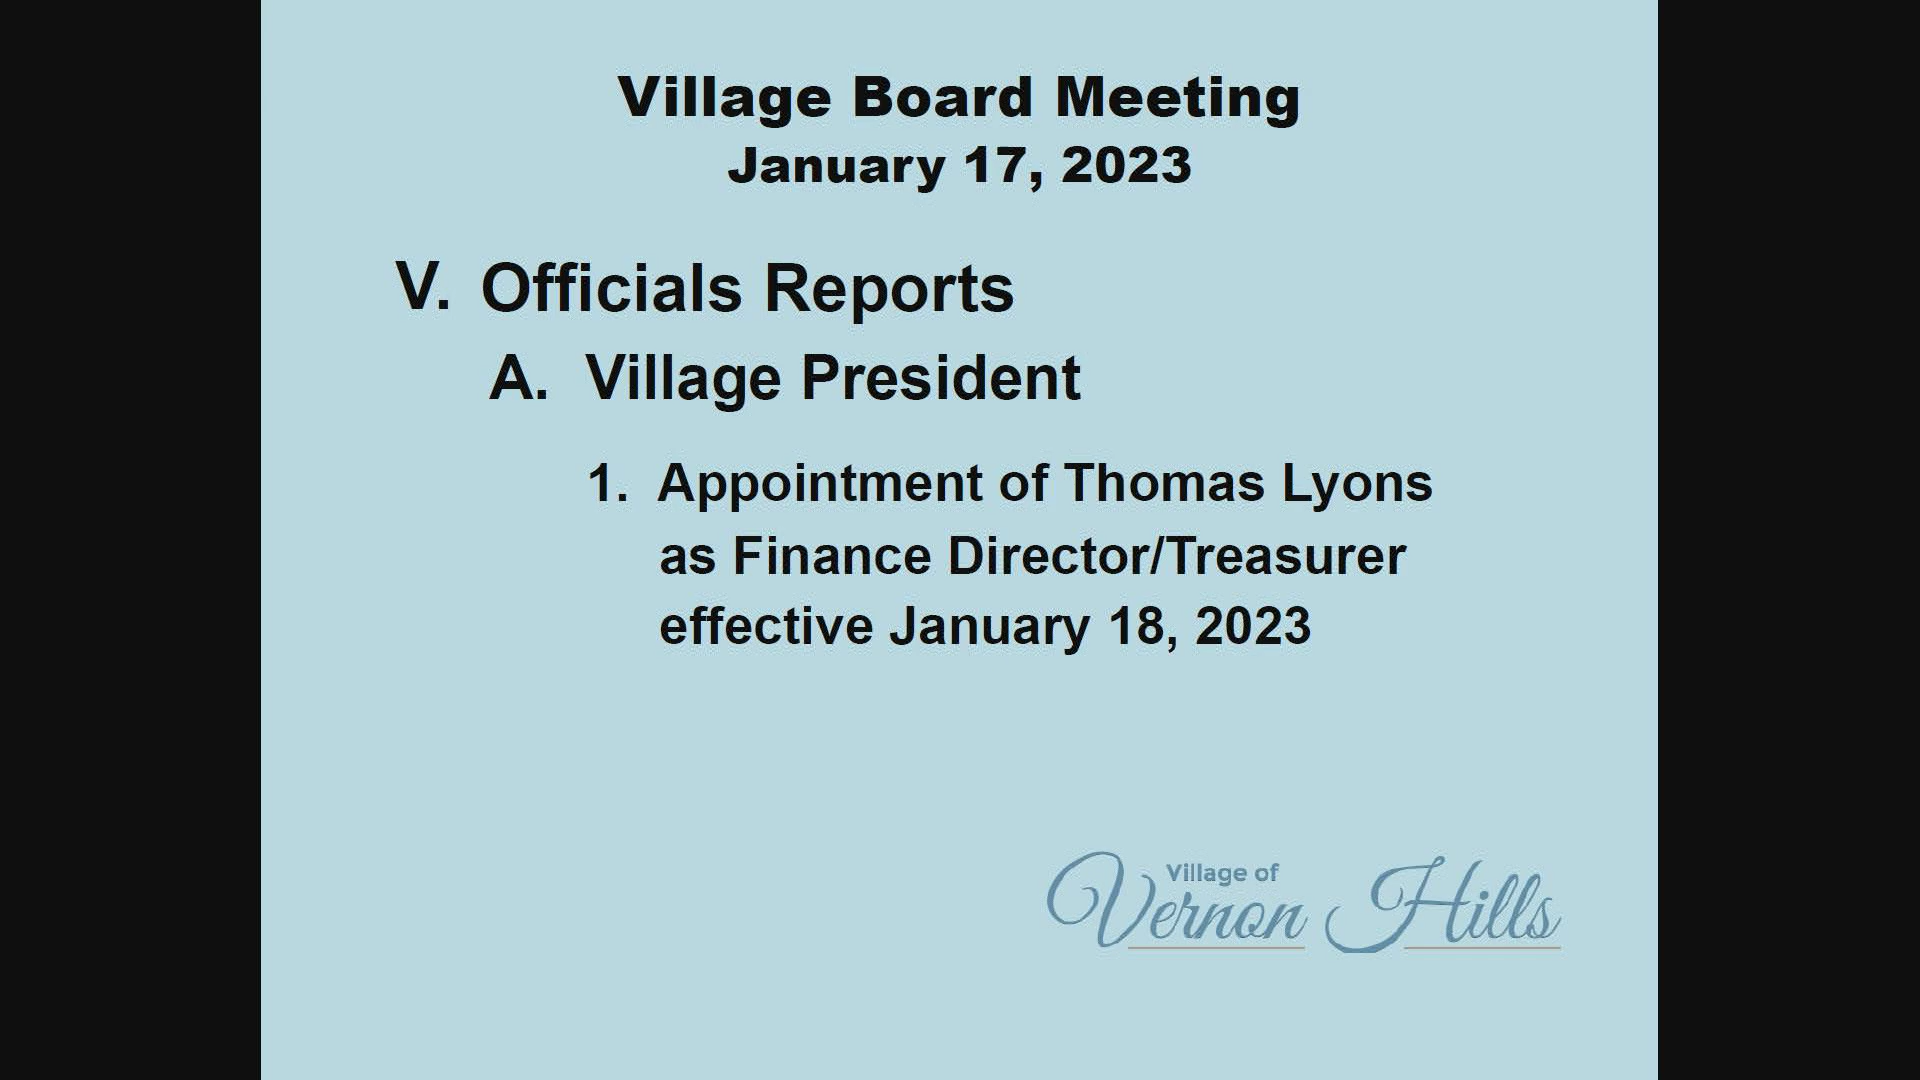 Village Board Meeting
January 17, 2023
V. Officials Reports
A. Village President
1. Appointment of Thomas Lyons
as Finance Director/Treasurer
effective January 18, 2023
Village of
Vernon Hills